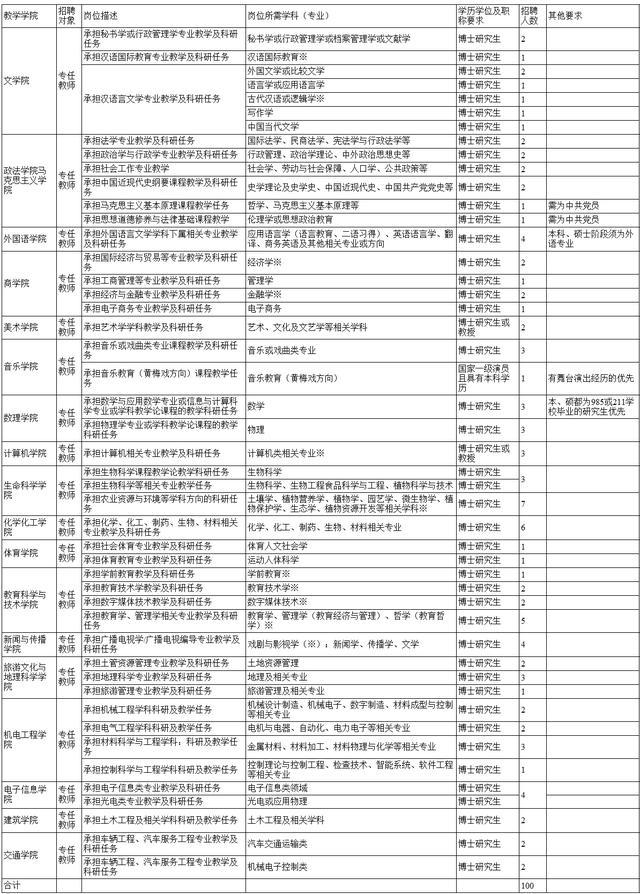 教学学院 招聘对象 岗位描述 岗位所需学科（专业） 学历学位及职称要求 招聘人数 其他要求
文学院 专任教师 承担秘书学或行政管理学专业教学及科研任务 秘书学或行政管理学或档案管理学或文献学 博士研究生 2
承担汉语国际教育专业教学及科研任务 汉语国际教育※ 博士研究生 1
承担汉语言文学专业教学及科研任务 外国文学或比较文学 博士研究生 2
语言学或应用语言学 博士研究生 1
古代汉语或逻辑学※ 博士研究生 1
写作学 博士研究生 1
中国当代文学 博士研究生 1
政法学院马克思主义学院 专任教师 承担法学专业教学及科研任务 国际法学、民商法学、宪法学与行政法学等 博士研究生 2
承担政治学与行政学专业教学及科研任务 行政管理、政治学理论、中外政治思想史等 博士研究生 2
承担社会工作专业教学 社会学、劳动与社会保障、人口学、公共政策等 博士研究生 2
承担中国近现代史纲要课程教学及科研任务 史学理论及史学史、中国近现代史、中国共产党党史等 博士研究生 2
承担马克思主义基本原理课程教学任务 哲学、马克思主义基本原理等 博士研究生 1 需为中共党员
承担思想道德修养与法律基础课程教学 伦理学或思想政治教育 博士研究生 1 需为中共党员
外国语学院 专任教师 承担外国语言文学学科下属相关专业教学及科研任务 应用语言学（语言教育、二语习得）、英语语言学、翻译、商务英语及其他相关专业或方向 博士研究生 4 本科、硕士阶段须为外语专业
商学院 专任教师 承担国际经济与贸易等专业教学及科研任务 经济学※ 博士研究生 2
承担工商管理等专业教学及科研任务 管理学 博士研究生 1
承担经济与金融专业教学及科研任务 金融学※ 博士研究生 2
承担电子商务专业教学及科研任务 电子商务 博士研究生 1
美术学院 专任教师 承担艺术学学科教学及科研任务 艺术、文化及文艺学等相关学科 博士研究生或教授 2
音乐学院 专任教师 承担音乐或戏曲类专业课程教学及科研任务 音乐或戏曲类专业 博士研究生 3
承担音乐教育（黄梅戏方向）课程教学任务 音乐教育（黄梅戏方向） 国家一级演员且具有本科学历 1 有舞台演出经历的优先
数理学院 专任教师 承担数学与应用数学专业或信息与计算科学专业或学科教学论课程的教学科研任务 数学 博士研究生 3 本、硕都为985或211学校毕业的研究生优先
承担物理学专业或学科教学论课程的教学科研任务 物理 博士研究生 3
计算机学院 专任教师 承担计算机相关专业教学及科研任务 计算机类相关专业※ 博士研究生或教授 3
生命科学学院 专任教师 承担生物科学课程教学论教学科研任务 生物科学 博士研究生 3
承担生物科学等相关专业教学任务 生物科学、生物工程食品科学与工程、植物科学与技术 博士研究生
承担农业资源与环境等学科方向的科研任务 土壤学、植物营养学、植物学、园艺学、微生物学、植物保护学、生态学、植物资源开发等相关学科※ 博士研究生 7
化学化工学院 专任教师 承担化学、化工、制药、生物、材料相关专业教学及科研任务 化学、化工、制药、生物、材料相关专业 博士研究生 6
体育学院 专任教师 承担社会体育专业教学及科研任务 体育人文社会学 博士研究生 1
承担体育教育专业教学及科研任务 运动人体科学 博士研究生 1
教育科学与技术学院 专任教师 承担学前教育教学及科研任务 学前教育※ 博士研究生 1
承担教育技术学教学及科研任务 教育技术学※ 博士研究生 2
承担数字媒体技术教学及科研任务 数字媒体技术※ 博士研究生 2
承担教育学、管理学相关专业教学及科研任务 教育学、管理学（教育经济与管理）、哲学（教育哲学）※ 博士研究生 5
新闻与传播学院 专任教师 承担广播电视学/广播电视编导专业教学及科研任务 戏剧与影视学（※）；新闻学、传播学、文学 博士研究生 4
旅游文化与地理科学学院 专任教师 承担土管资源管理专业教学及科研任务 土地资源管理 博士研究生 2
承担地理科学专业教学及科研任务 地理及相关专业 博士研究生 3
承担旅游管理专业教学及科研任务 旅游管理及相关专业 博士研究生 1
机电工程学院 专任教师 承担机械工程学科科研及教学任务 机械设计制造、机械电子、数字制造、材料成型与控制等相关专业 博士研究生 2
承担电气工程学科科研及教学任务 电机与电器、自动化、电力电子等相关专业 博士研究生 2
承担材料科学与工程学科；科研及教学任务 金属材料、材料加工、材料物理与化学等相关专业 博士研究生 3
承担控制科学与工程学科科研及教学任务 控制理论与控制工程、检查技术、智能系统、软件工程等相关专业 博士研究生 1
电子信息学院 专任教师 承担电子信息类专业教学及科研任务 电子信息类领域 博士研究生 4
承担光电类专业教学及科研任务 光电或应用物理 博士研究生
建筑学院 专任教师 承担土木工程及相关学科科研及教学任务 土木工程及相关学科 博士研究生 2
交通学院 专任教师 承担车辆工程、汽车服务工程专业教学及科研任务 汽车交通运输类 博士研究生 2
承担车辆工程、汽车服务工程专业教学及科研任务 机械电子控制类 博士研究生 2
合计 100